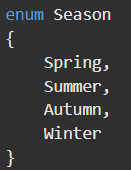 enum Season
{
    Spring,
    Summer,
    Autumn,
    Winter
}